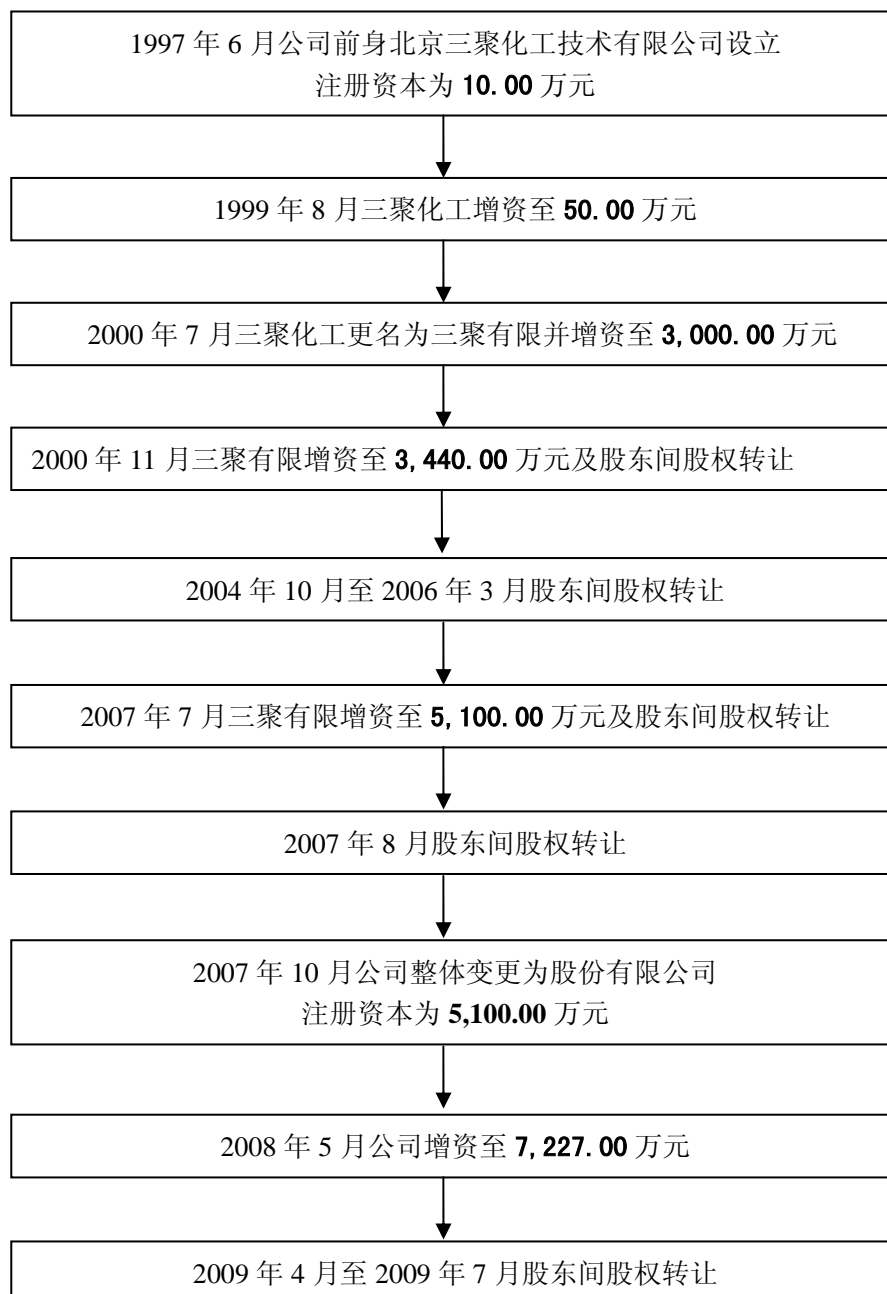 1997 年 6 月公司前身北京三聚化工技术有限公司设立
注册资本为 10.00 万元
1999 年 8 月三聚化工增资至 50.00 万元
2000 年 7 月三聚化工更名为三聚有限并增资至 3,000.00 万元
2000 年 11 月三聚有限增资至 3,440.00 万元及股东间股权转让
2004 年 10 月至 2006 年 3 月股东间股权转让
2007 年 7 月三聚有限增资至 5,100.00 万元及股东间股权转让
2007 年 8 月股东间股权转让
2007 年 10 月公司整体变更为股份有限公司
注册资本为 5,100.00 万元
2008 年 5 月公司增资至 7,227.00 万元
2009 年 4 月至 2009 年 7 月股东间股权转让